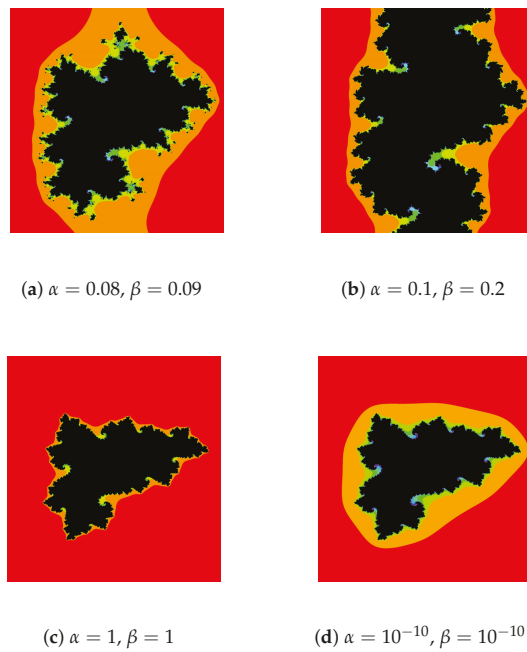 (a) α = 0.08, β = 0.09
(b) α = 0.1, β = 0.2
(c) α = 1, β = 1
(d) α = 10⁻¹⁰, β = 10⁻¹⁰